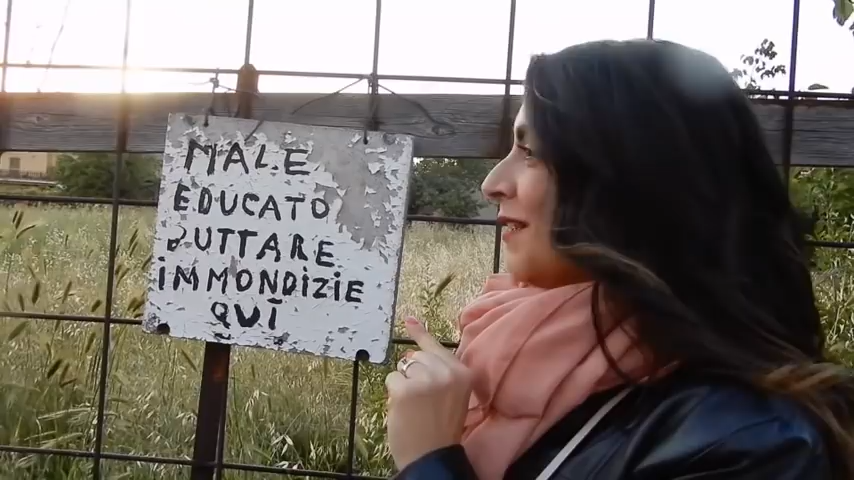 MALE
EDUCATO
BUTTARE
IMMONDIZIE
QUI